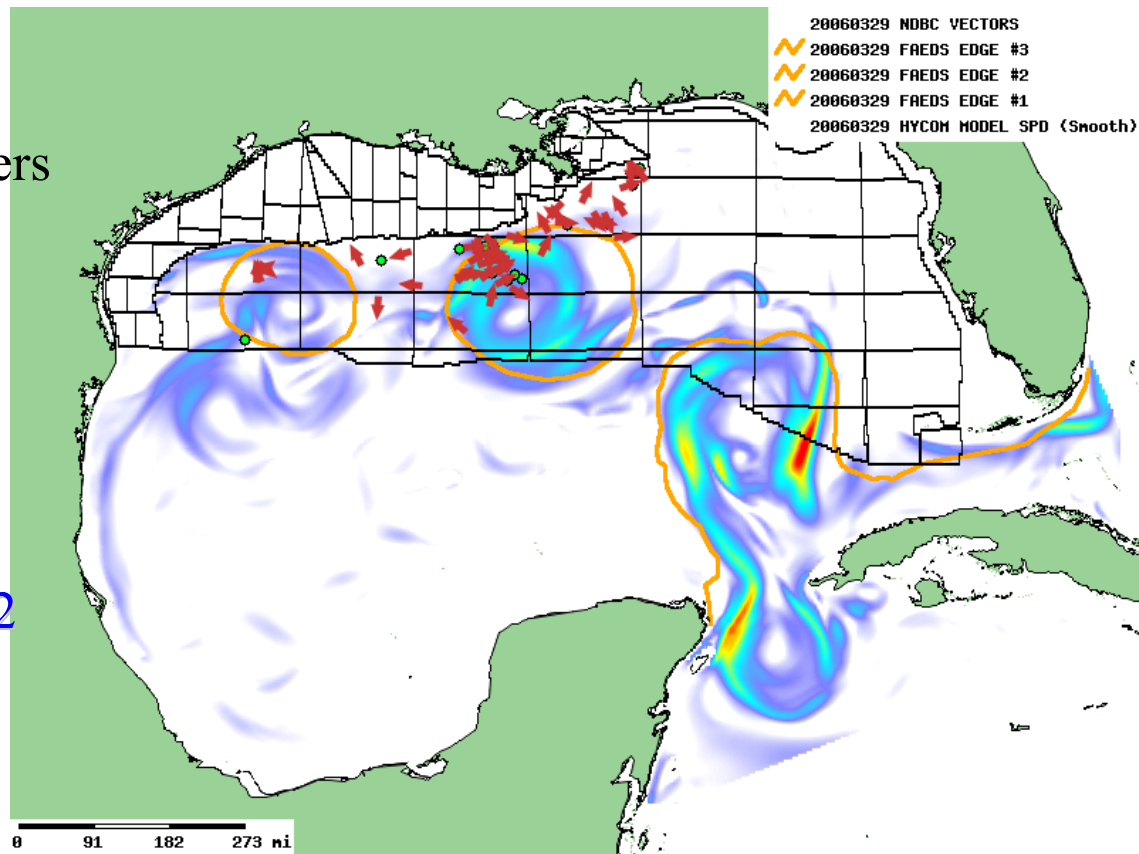 20060329 NDBC VECTORS
20060329 FAEDS EDGE #3
20060329 FAEDS EDGE #2
20060329 FAEDS EDGE #1
20060329 HYCOM MODEL SPD (Smooth)
ers
2
0 91 182 273 mi